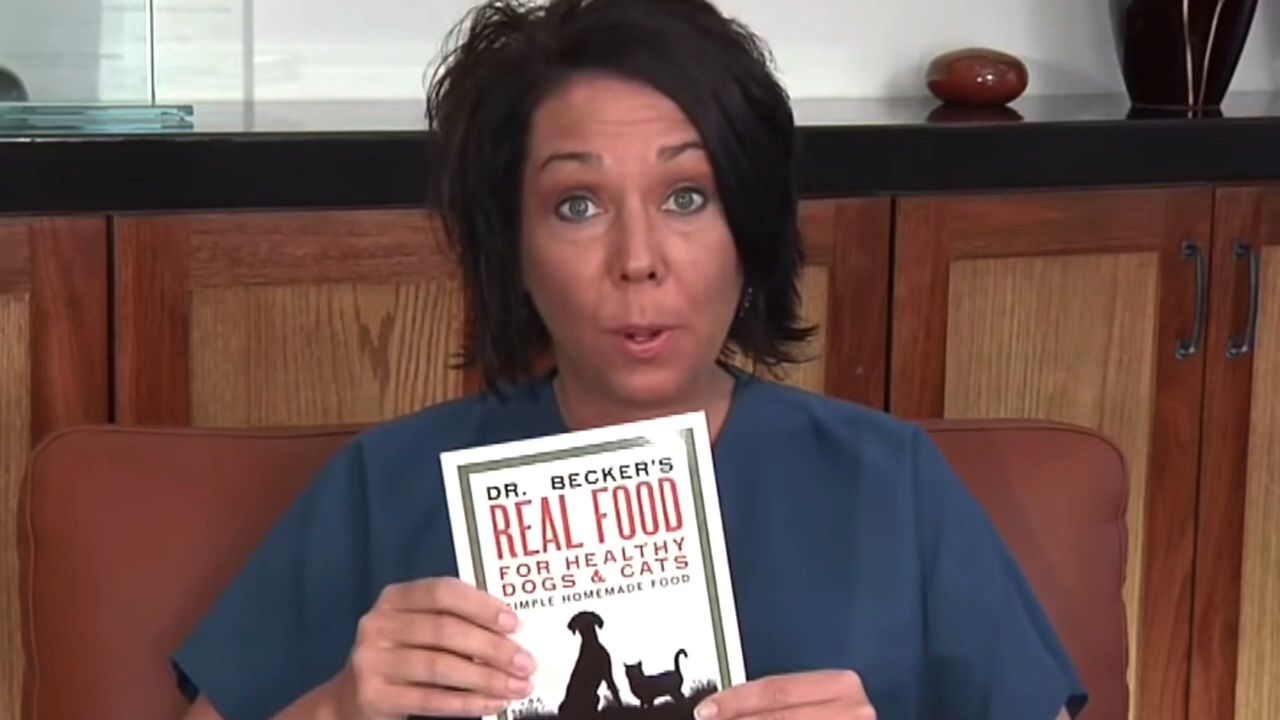 DR. BECKER'S
REAL FOOD
FOR HEALTHY
DOGS & CATS
SIMPLE HOMEMADE FOOD